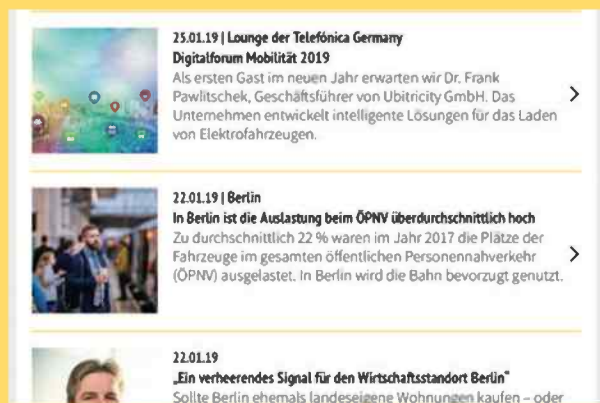 25.01.19 | Lounge der Telefónica Germany
Digitalforum Mobilität 2019
Als ersten Gast im neuen Jahr erwarten wir Dr. Frank
Pawlitschek, Geschäftsführer von Ubitricity GmbH. Das
Unternehmen entwickelt intelligente Lösungen für das Laden
von Elektrofahrzeugen.
22.01.19 | Berlin
In Berlin ist die Auslastung beim ÖPNV überdurchschnittlich hoch
Zu durchschnittlich 22 % waren im Jahr 2017 die Plätze der
Fahrzeuge im gesamten öffentlichen Personennahverkehr
(ÖPNV) ausgelastet. In Berlin wird die Bahn bevorzugt genutzt.
22.01.19
„Ein verheerendes Signal für den Wirtschaftsstandort Berlin“
Sollte Berlin ehemals landeseigene Wohnungen kaufen – oder